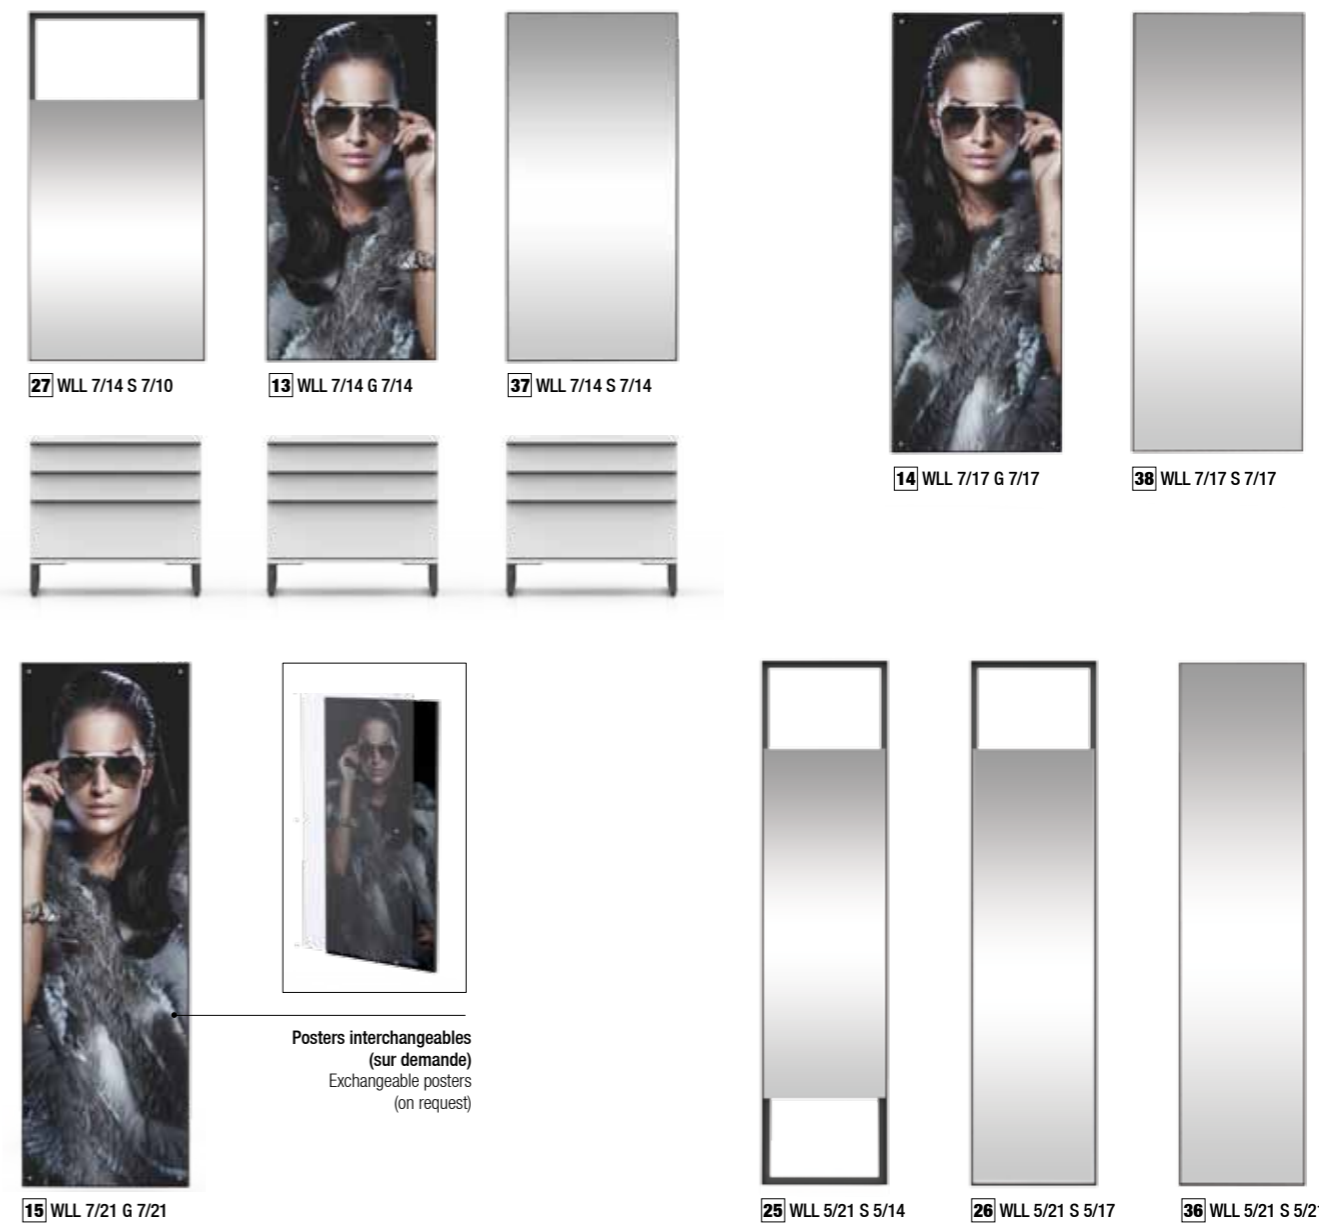 27 WLL 7/14 S 7/10
13 WLL 7/14 G 7/14
37 WLL 7/14 S 7/14
14 WLL 7/17 G 7/17
38 WLL 7/17 S 7/17
Posters interchangeables
(sur demande)
Exchangeable posters
(on request)
15 WLL 7/21 G 7/21
25 WLL 5/21 S 5/14
26 WLL 5/21 S 5/17
36 WLL 5/21 S 5/21